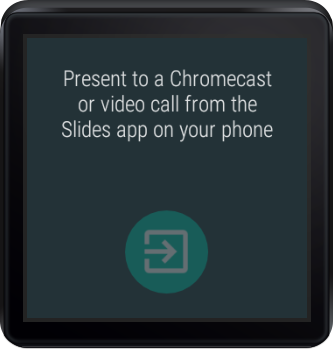 Present to a Chromecast
or video call from the
Slides app on your phone